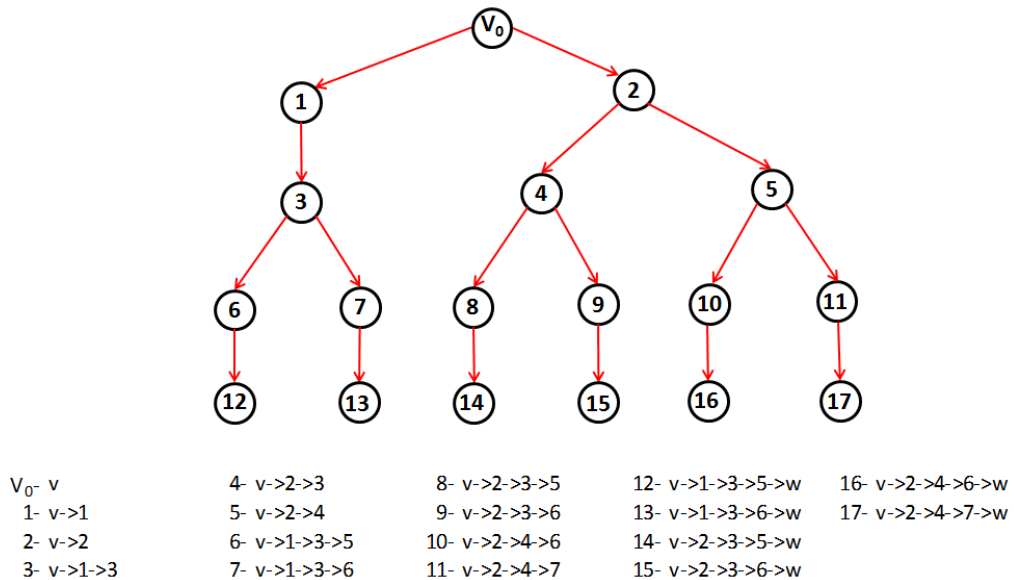 V0
1
2
3
4
5
6
7
8
9
10
11
12
13
14
15
16
17
V0- v
1- v->1
2- v->2
3- v->1->3
4- v->2->3
5- v->2->4
6- v->1->3->5
7- v->1->3->6
8- v->2->3->5
9- v->2->3->6
10- v->2->4->6
11- v->2->4->7
12- v->1->3->5->w
13- v->1->3->6->w
14- v->2->3->5->w
15- v->2->3->6->w
16- v->2->4->6->w
17- v->2->4->7->w